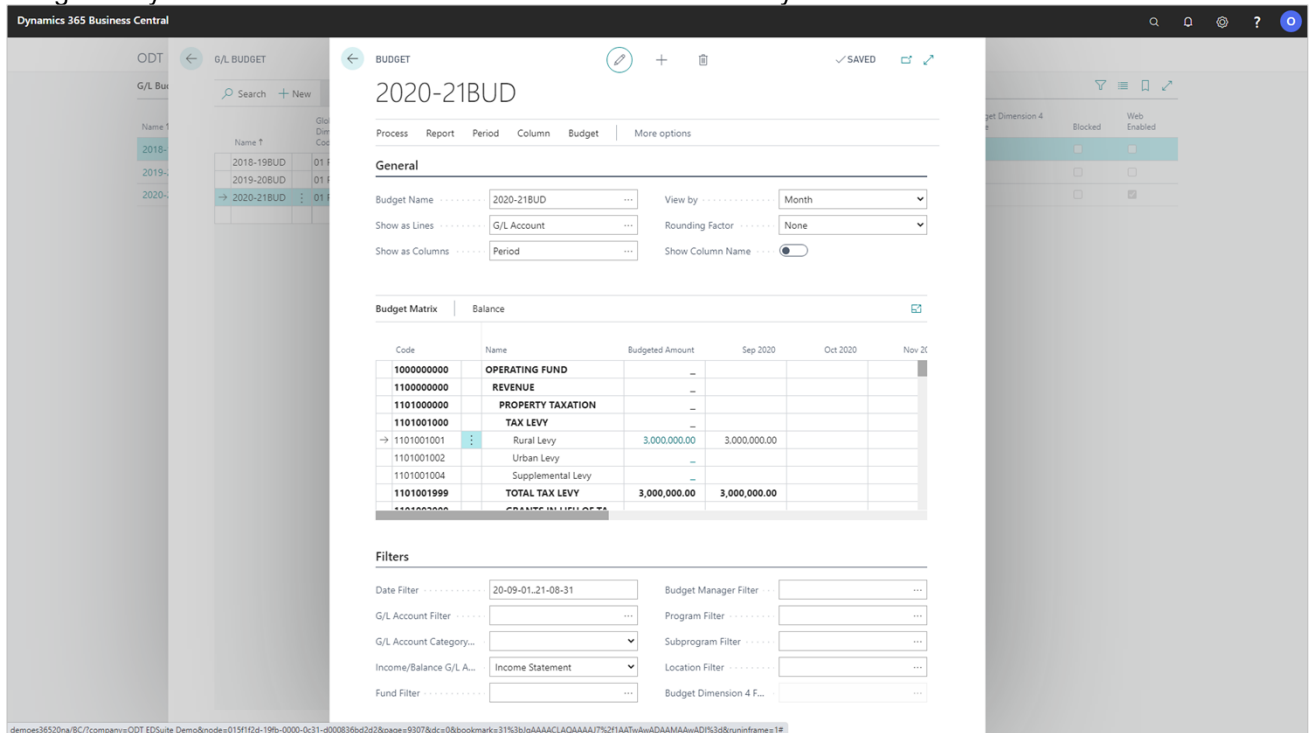 Dynamics 365 Business Central
?
O
ODT
G/L BUDGET
BUDGET
SAVED
G/L Bud
Search
New
2020-21BUD
Process Report Period Column Budget More options
Name
Name
2018-
2018-19BUD 01
2019-
2019-20BUD 01
2020-
2020-21BUD 01
get Dimension 4
Blocked
Web
Enabled
General
Budget Name 2020-21BUD View by Month
Show as Lines G/L Account Rounding Factor None
Show as Columns Period Show Column Name
Budget Matrix Balance
Code Name Budgeted Amount Sep 2020 Oct 2020 Nov 20
1000000000 OPERATING FUND _
1100000000 REVENUE _
1101000000 PROPERTY TAXATION _
1101001000 TAX LEVY _
1101001001 Rural Levy 3,000,000.00 3,000,000.00
1101001002 Urban Levy _
1101001004 Supplemental Levy _
1101001999 TOTAL TAX LEVY 3,000,000.00 3,000,000.00
Filters
Date Filter 20-09-01..21-08-31 Budget Manager Filter
G/L Account Filter Program Filter
G/L Account Category... Subprogram Filter
Income/Balance G/L A... Income Statement Location Filter
Fund Filter Budget Dimension 4 F...